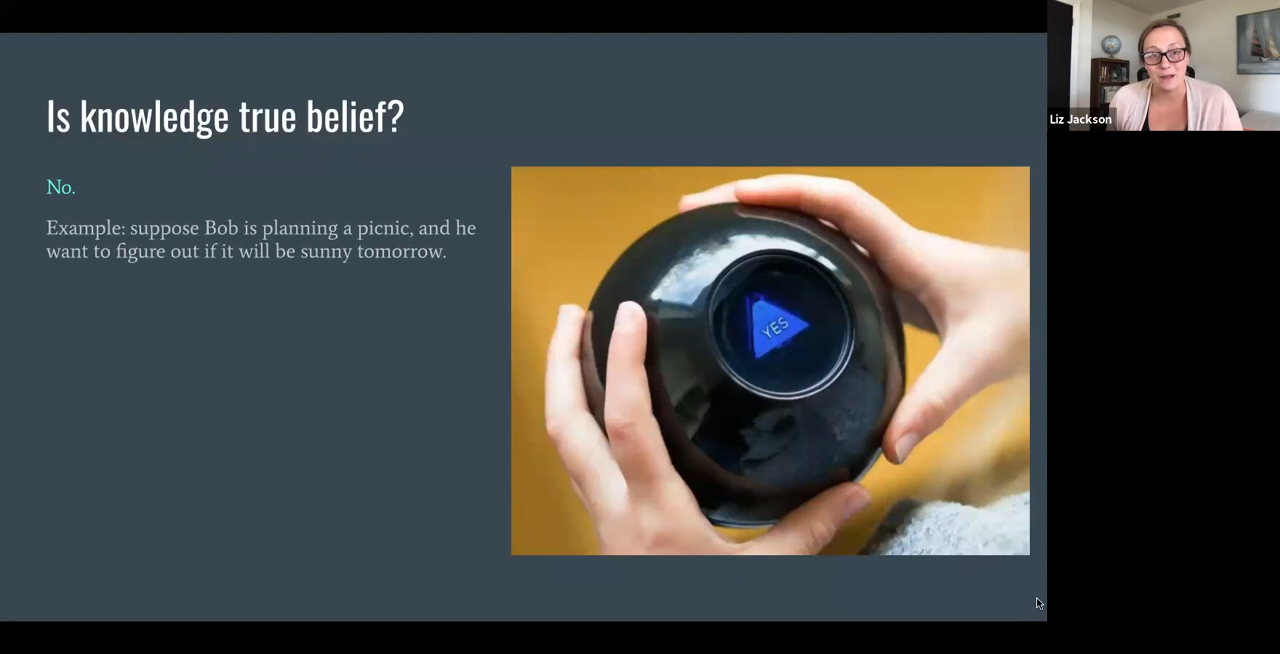 Is knowledge true belief?
No.
Example: suppose Bob is planning a picnic, and he
want to figure out if it will be sunny tomorrow.
YES
Liz Jackson